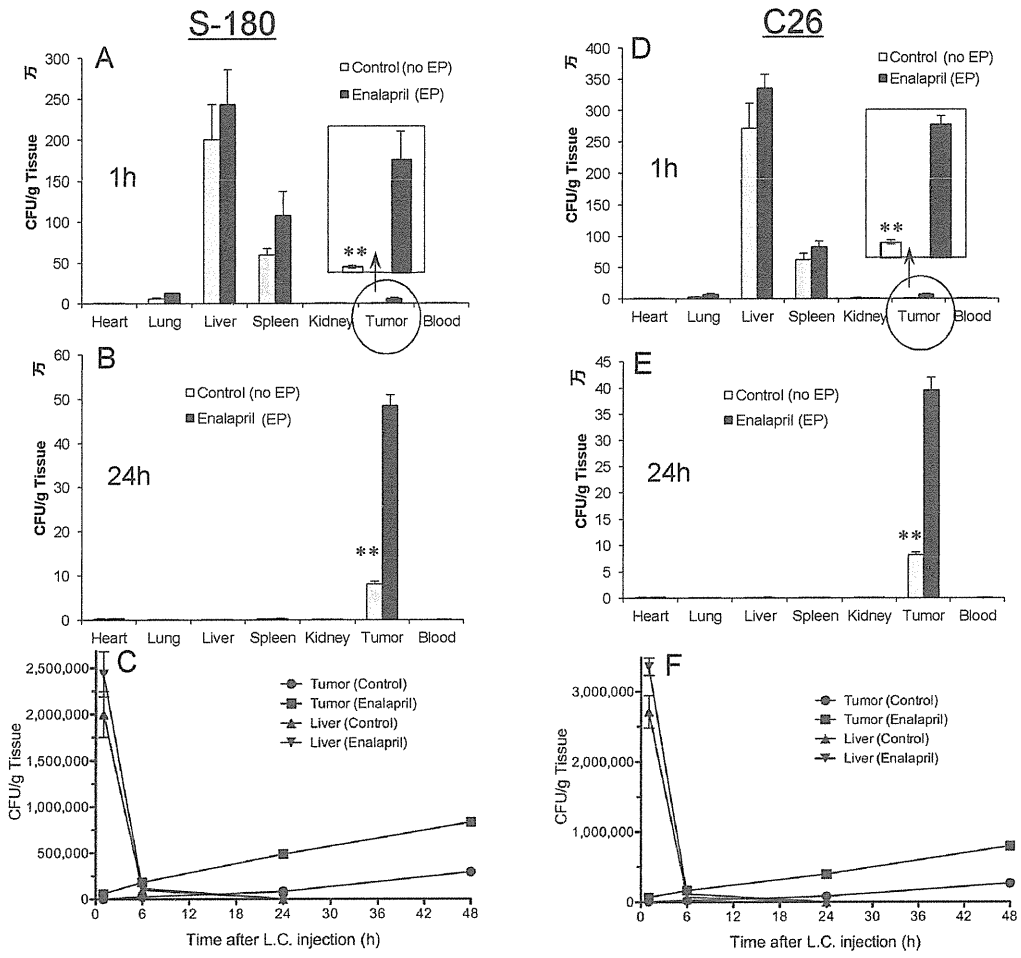 S-180
C26
A
万
300
250
200
150
100
50
0
CFU/g Tissue
Control (no EP)
Enalapril (EP)
1h
**
Heart Lung Liver Spleen Kidney Tumor Blood
D
万
400
350
300
250
200
150
100
50
0
CFU/g Tissue
Control (no EP)
Enalapril (EP)
1h
**
Heart Lung Liver Spleen Kidney Tumor Blood
B
万
60
50
40
30
20
10
0
CFU/g Tissue
Control (no EP)
Enalapril (EP)
24h
**
Heart Lung Liver Spleen Kidney Tumor Blood
E
万
45
40
35
30
25
20
15
10
5
0
CFU/g Tissue
Control (no EP)
Enalapril (EP)
24h
**
Heart Lung Liver Spleen Kidney Tumor Blood
C
2,500,000
2,000,000
1,500,000
1,000,000
500,000
0
CFU/g Tissue
Tumor (Control)
Tumor (Enalapril)
Liver (Control)
Liver (Enalapril)
0 6 12 18 24 30 36 42 48
Time after L.C. injection (h)
F
3,000,000
2,000,000
1,000,000
0
CFU/g Tissue
Tumor (Control)
Tumor (Enalapril)
Liver (Control)
Liver (Enalapril)
0 6 12 18 24 30 36 42 48
Time after L.C. injection (h)